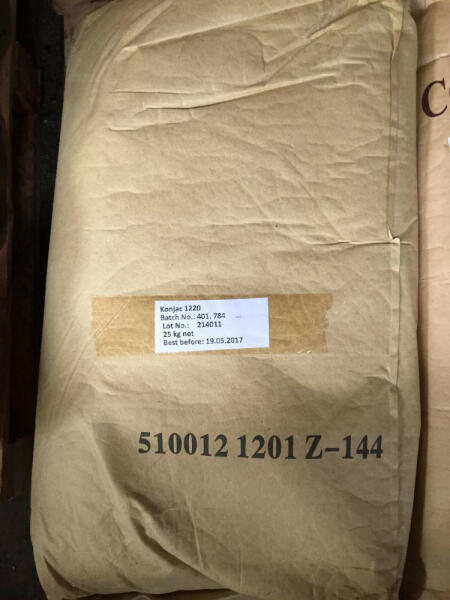 Konjac 1220
Batch No.: 401. 784
Lot No.: 214011
25 kg net
Best before: 19.05.2017
510012 1201 Z-144